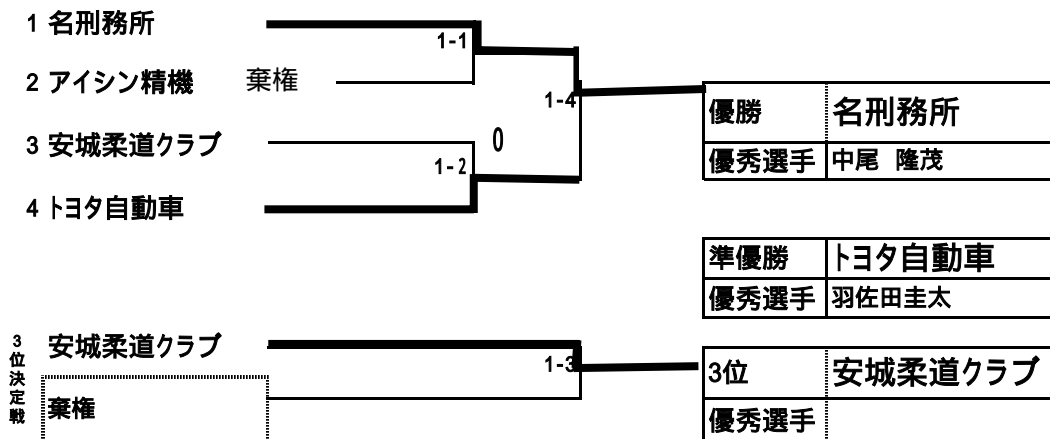 1 名刑務所
1-1
2 アイシン精機 棄権
1-4
優勝 名刑務所
3 安城柔道クラブ
0
優秀選手 中尾 隆茂
1-2
4 トヨタ自動車
準優勝 トヨタ自動車
優秀選手 羽佐田圭太
3位決定戦
安城柔道クラブ
1-3
3位 安城柔道クラブ
棄権
優秀選手